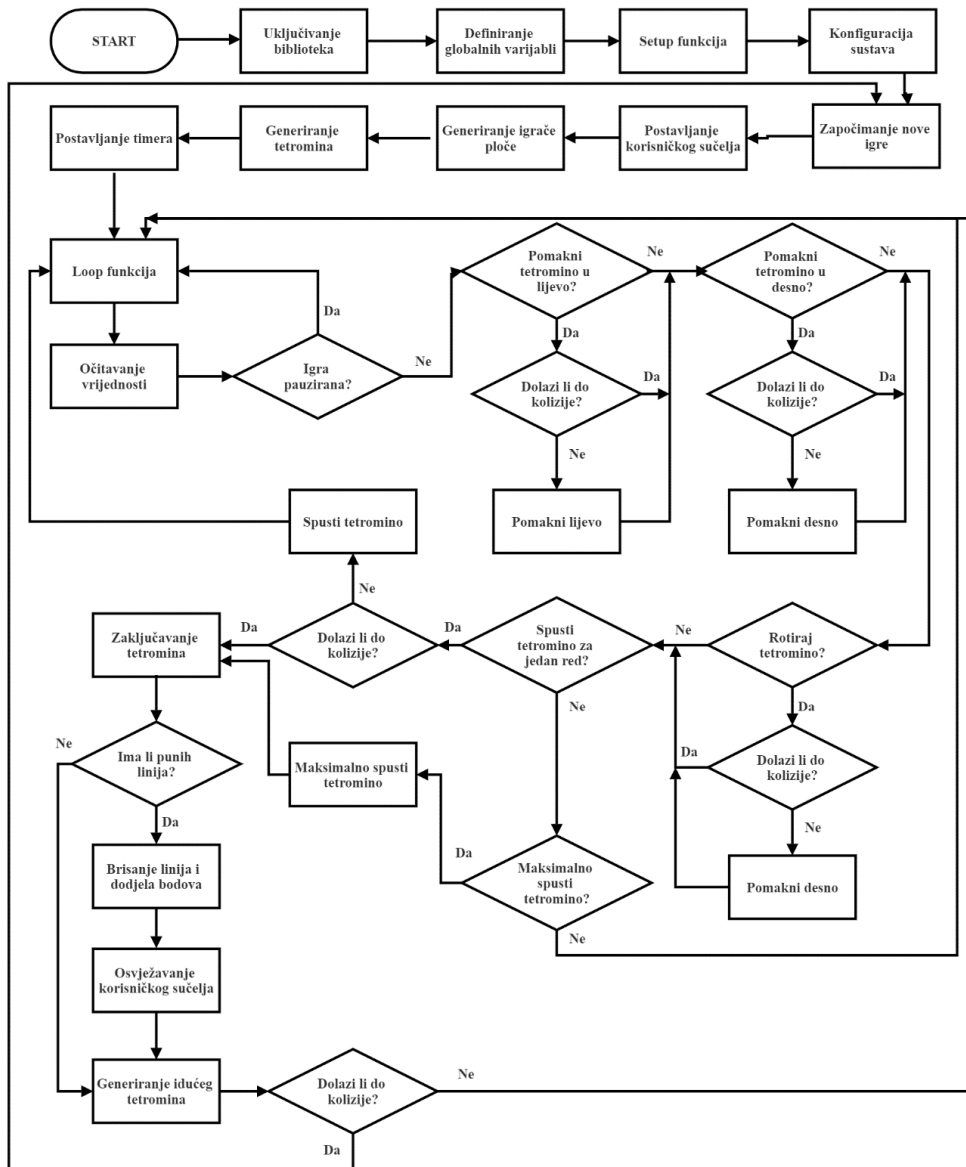 START
Uključivanje
biblioteka
Definiranje
globalnih varijabli
Setup funkcija
Konfiguracija
sustava
Postavljanje timera
Generiranje
tetromina
Generiranje igraće
ploče
Postavljanje
korisničkog sučelja
Započimanje nove
igre
Loop funkcija
Pomakni
tetromino u
lijevo?
Ne
Pomakni
tetromino u
desno?
Ne
Da
Da
Da
Očitavanje
vrijednosti
Igra
pauzirana?
Ne
Dolazi li do
kolizije?
Da
Dolazi li do
kolizije?
Da
Ne
Ne
Spusti tetromino
Pomakni lijevo
Pomakni desno
Ne
Zaključavanje
tetromina
Da
Dolazi li do
kolizije?
Da
Spusti
tetromino za
jedan red?
Ne
Rotiraj
tetromino?
Ne
Da
Ne
Ima li punih
linija?
Maksimalno spusti
tetromino
Da
Dolazi li do
kolizije?
Da
Ne
Brisanje linija i
dodjela bodova
Da
Maksimalno
spusti
tetromino?
Pomakni desno
Ne
Osvježavanje
korisničkog sučelja
Generiranje idućeg
tetromina
Dolazi li do
kolizije?
Ne
Da